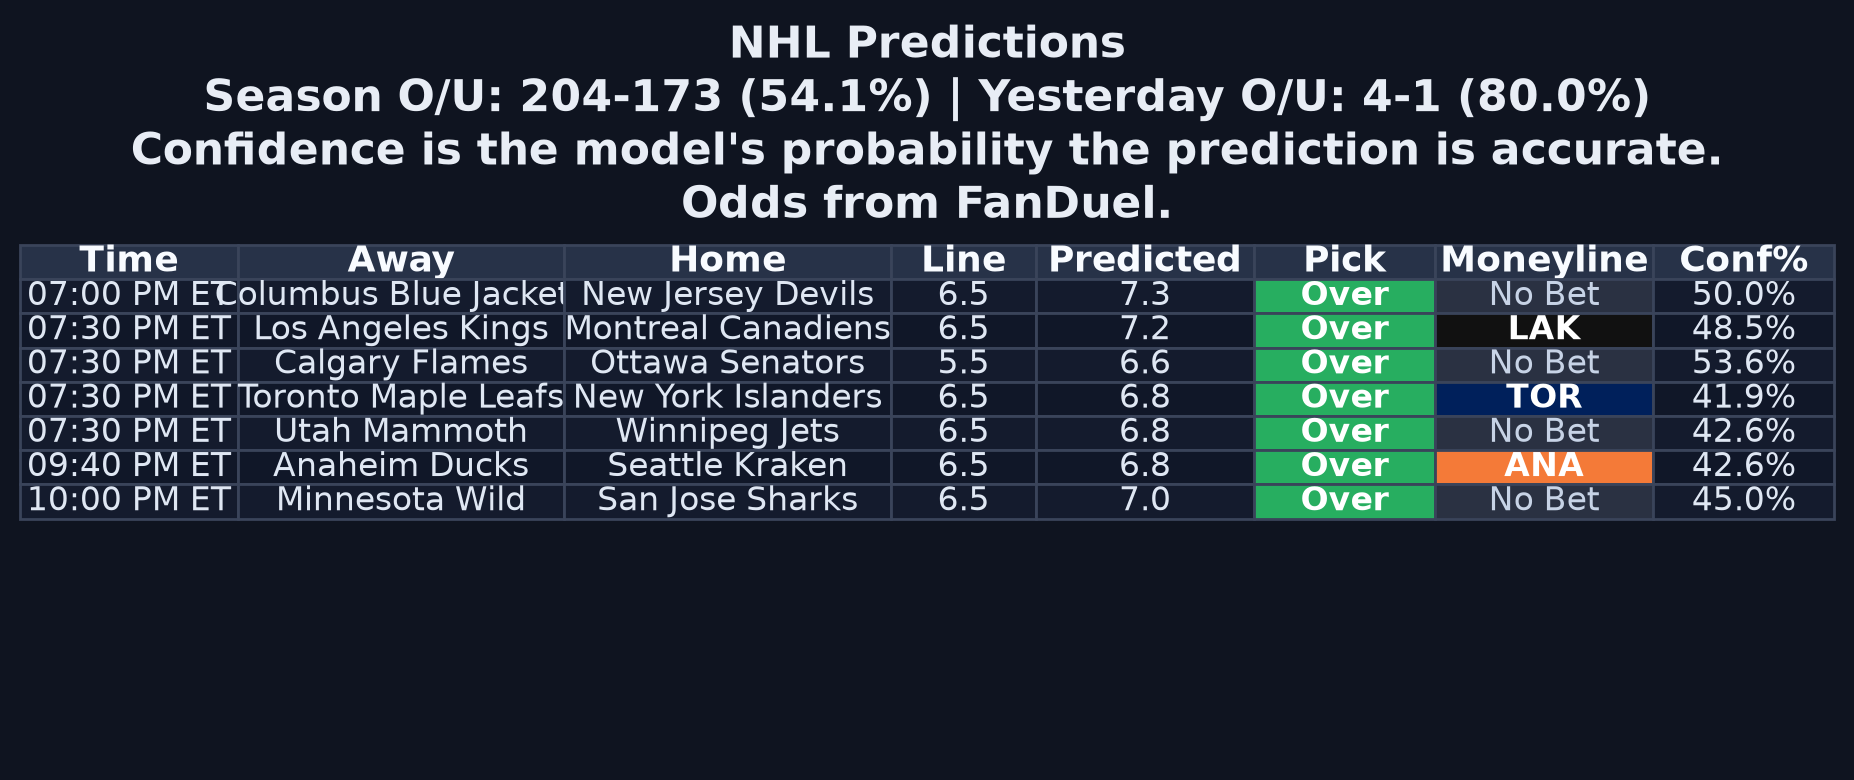 NHL Predictions
Season O/U: 204-173 (54.1%) | Yesterday O/U: 4-1 (80.0%)
Confidence is the model's probability the prediction is accurate.
Odds from FanDuel.
Time Away Home Line Predicted Pick Moneyline Conf%
07:00 PM ET Columbus Blue Jacket New Jersey Devils 6.5 7.3 Over No Bet 50.0%
07:30 PM ET Los Angeles Kings Montreal Canadiens 6.5 7.2 Over LAK 48.5%
07:30 PM ET Calgary Flames Ottawa Senators 5.5 6.6 Over No Bet 53.6%
07:30 PM ET Toronto Maple Leafs New York Islanders 6.5 6.8 Over TOR 41.9%
07:30 PM ET Utah Mammoth Winnipeg Jets 6.5 6.8 Over No Bet 42.6%
09:40 PM ET Anaheim Ducks Seattle Kraken 6.5 6.8 Over ANA 42.6%
10:00 PM ET Minnesota Wild San Jose Sharks 6.5 7.0 Over No Bet 45.0%